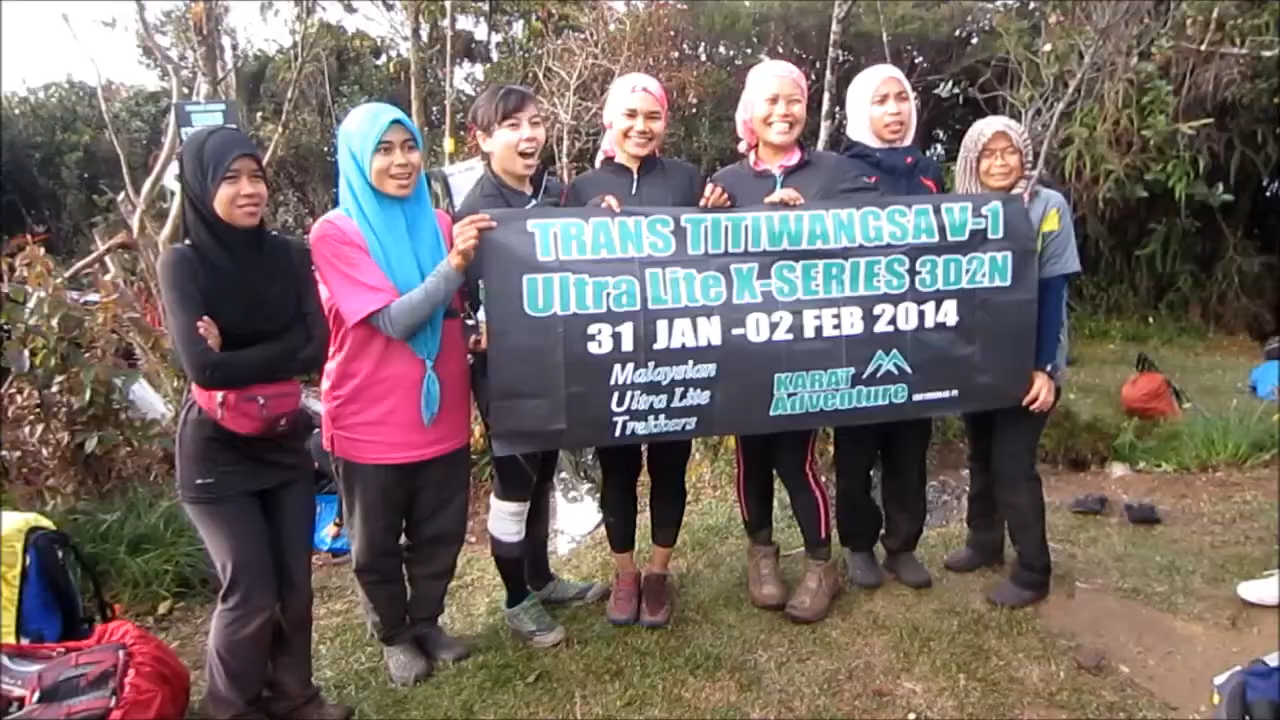 TRANS TITIWANGSA V-1
Ultra Lite X-SERIES 3D2N
31 JAN -02 FEB 2014
Malaysian
Ultra Lite
Trekkers
KARAT
Adventure